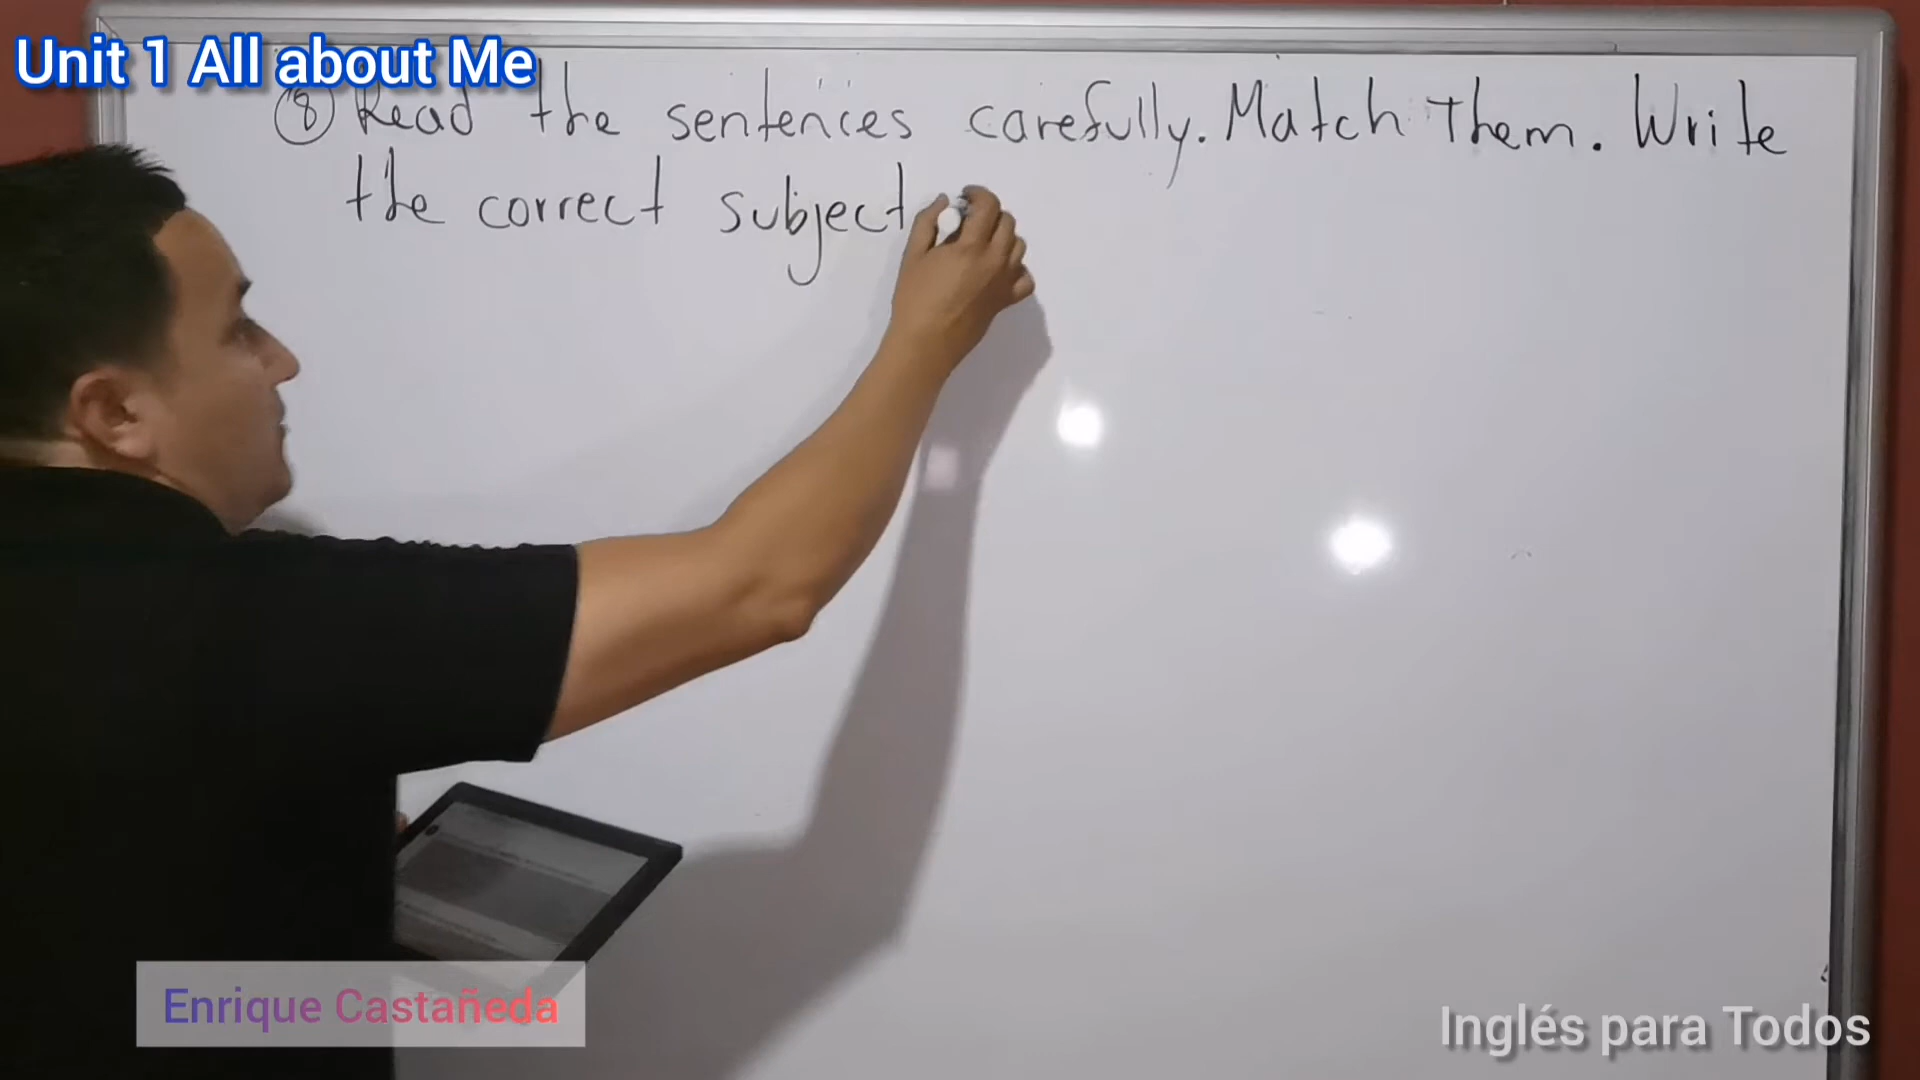 Unit 1 All about Me
8 Read the sentences carefully. Match Them. Write
the correct subject
Enrique Castañeda
Inglés para Todos